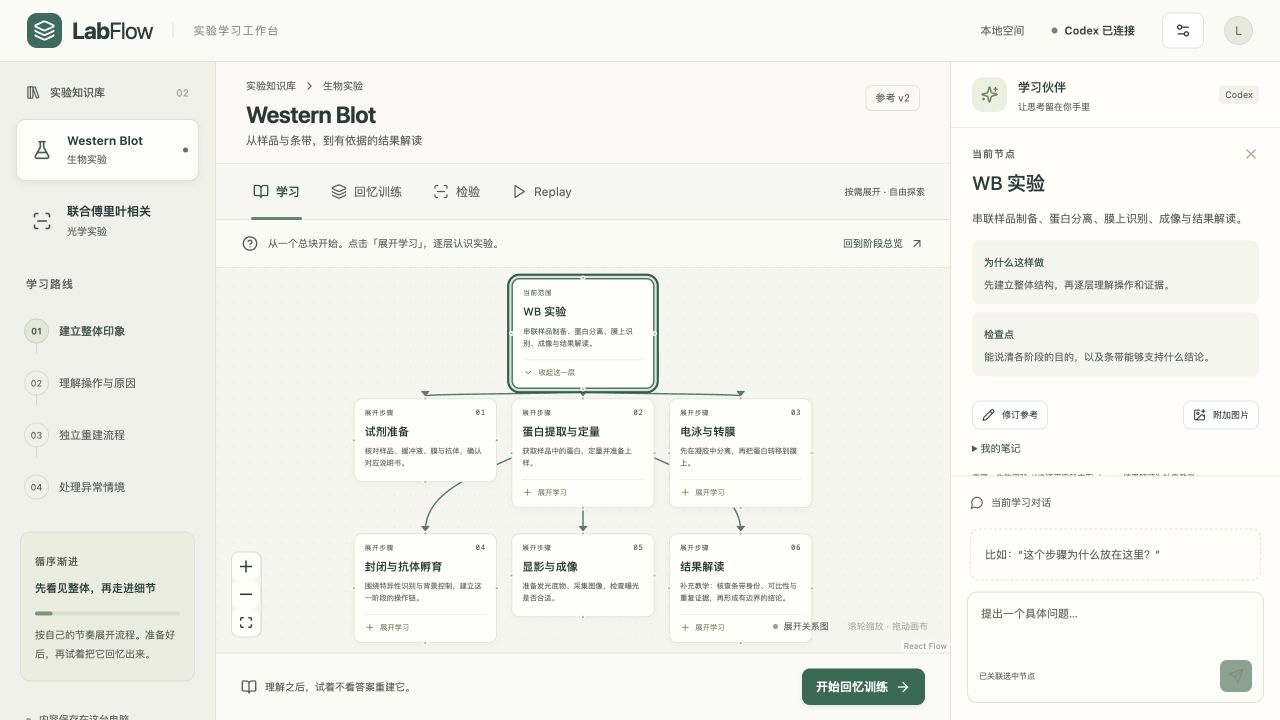 LabFlow
实验学习工作台
本地空间
Codex 已连接
L
实验知识库
02
Western Blot
生物实验
联合傅里叶相关
光学实验
学习路线
01
建立整体印象
02
理解操作与原因
03
独立重建流程
04
处理异常情境
循序渐进
先看见整体，再走进细节
按自己的节奏展开流程。准备好
后，再试着把它回忆出来。
实验知识库
生物实验
Western Blot
从样品与条带，到有依据的结果解读
参考 v2
学习
回忆训练
检验
Replay
按需展开 · 自由探索
从一个总块开始。点击「展开学习」，逐层认识实验。
回到阶段总览
当前范围
WB 实验
串联样品制备、蛋白分离、膜上识
别、成像与结果解读。
收起这一层
展开步骤
01
试剂准备
核对样品、缓冲液、膜与抗体，确认
对应说明书。
展开步骤
02
蛋白提取与定量
获取样品中的蛋白，定量并准备上
样。
展开学习
展开步骤
03
电泳与转膜
先在凝胶中分离，再把蛋白转移到膜
上。
展开学习
展开步骤
04
封闭与抗体孵育
围绕特异性识别与背景控制，建立这
一阶段的操作链。
展开学习
展开步骤
05
显影与成像
准备发光底物、采集图像，检查曝光
是否合适。
展开步骤
06
结果解读
补充教学：核查条带身份、可比性与
重复证据，再形成有边界的结论。
展开学习
展开关系图
滚轮缩放 · 拖动画布
React Flow
理解之后，试着不看答案重建它。
开始回忆训练
学习伙伴
让思考留在你手里
Codex
当前节点
WB 实验
串联样品制备、蛋白分离、膜上识别、成像与结果解读。
为什么这样做
先建立整体结构，再逐层理解操作和证据。
检查点
能说清各阶段的目的，以及条带能够支持什么结论。
修订参考
附加图片
我的笔记
当前学习对话
比如：“这个步骤为什么放在这里？”
提出一个具体问题...
已关联选中节点